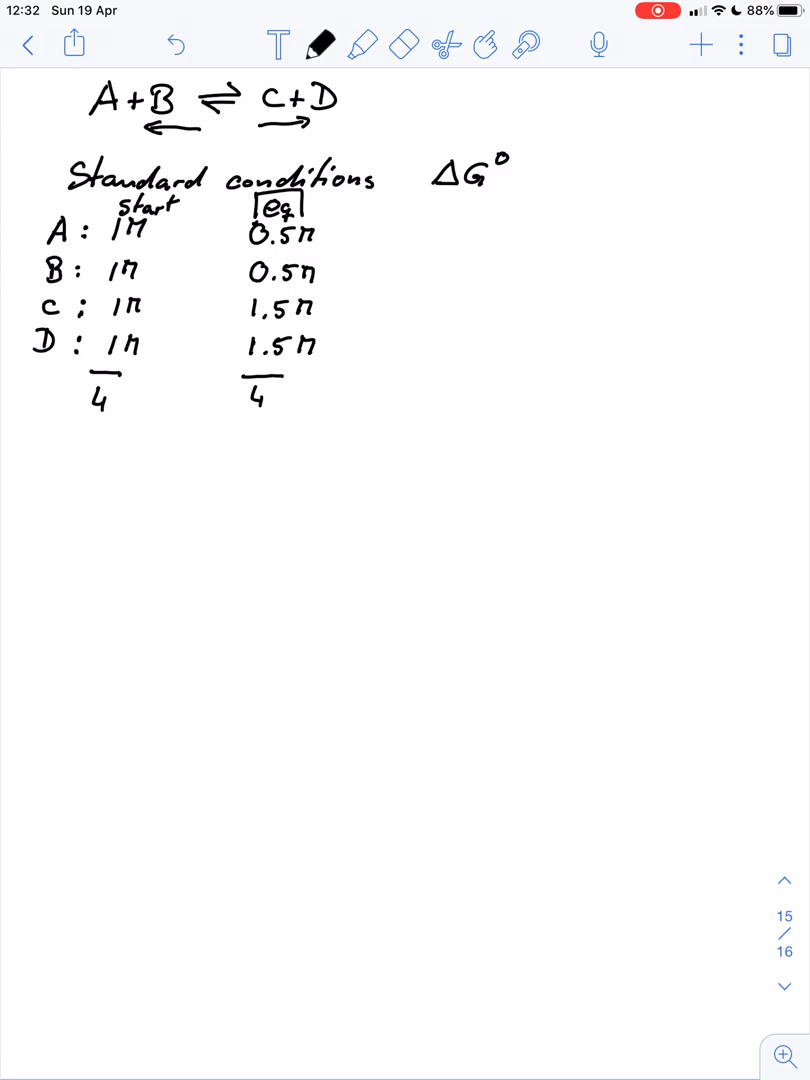 12:32 Sun 19 Apr 88%
T
A+B ⇌ C+D
← →
Standard conditions ΔG°
start eq
A: 1M 0.5M
B: 1M 0.5M
C: 1M 1.5M
D: 1M 1.5M
4 4
15
/
16